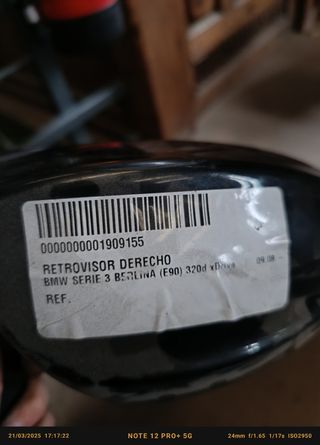 0000000001909155
RETROVISOR DERECHO
BMW SERIE 3 BERLINA (E90) 320d xDrive 09.08 -
REF.
21/03/2025 17:17:22 NOTE 12 PRO+ 5G 24mm f/1.65 1/17s ISO2950